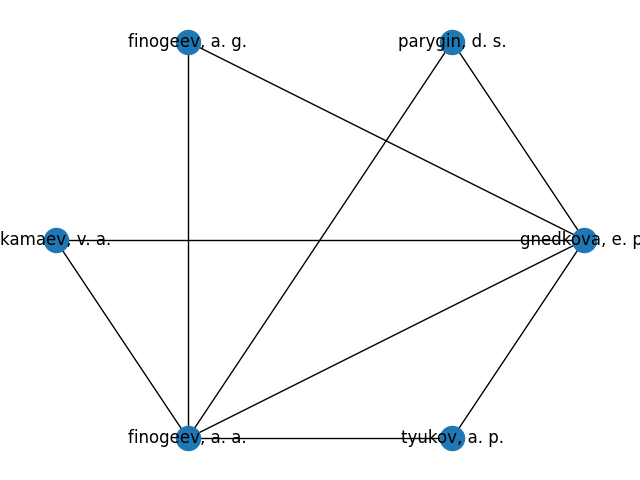 finogeev, a. g.
parygin, d. s.
kamaev, v. a.
gnedkova, e. p
finogeev, a. a.
tyukov, a. p.